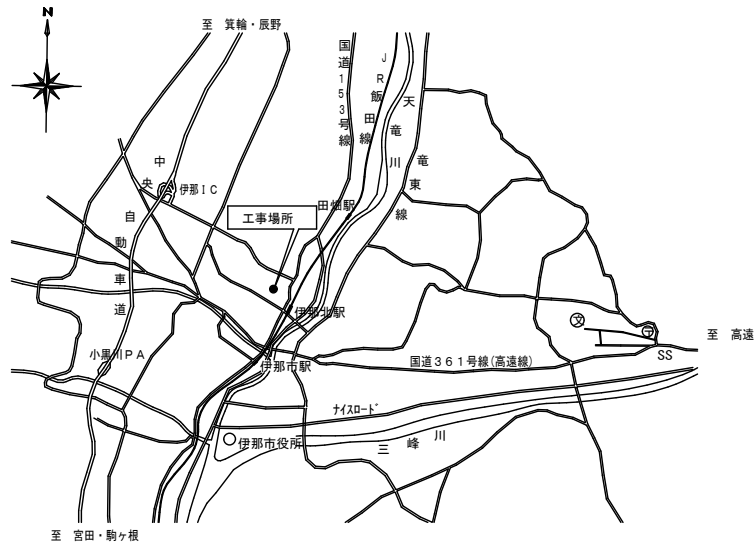 N
至　箕輪・辰野
国道１５３号線
ＪＲ飯田線
天竜川
竜東線
中央自動車道
伊那ＩＣ
田畑駅
工事場所
伊那北駅
文
〒
至　高遠
SS
小黒川ＰＡ
伊那市駅
国道３６１号線(高遠線)
ﾅｲｽﾛｰﾄﾞ
三峰川
伊那市役所
至　宮田・駒ヶ根